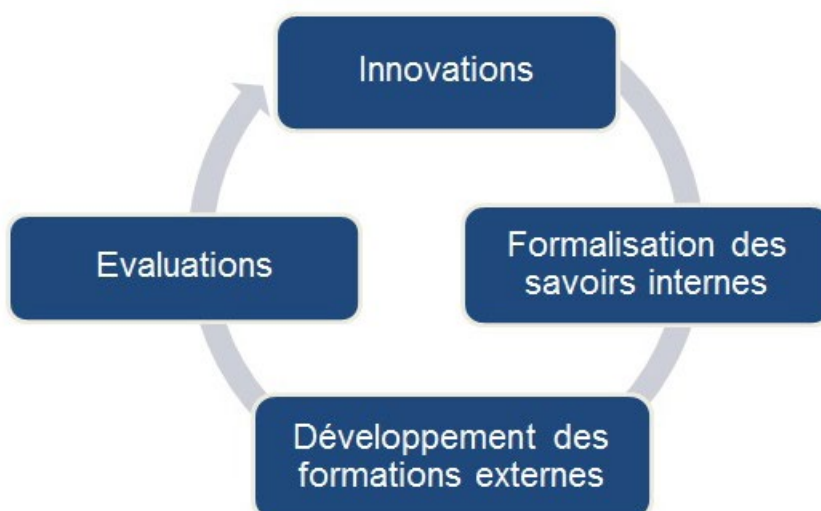 Innovations
Formalisation des
savoirs internes
Evaluations
Développement des
formations externes